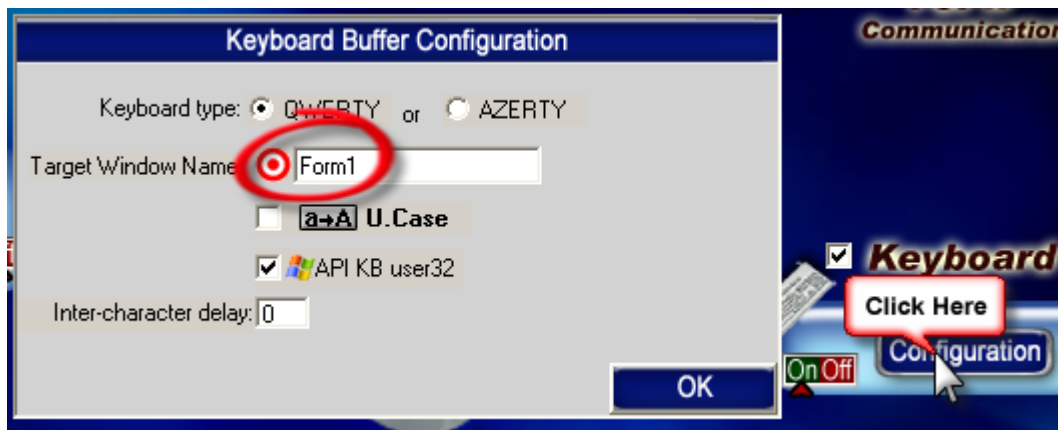 Keyboard Buffer Configuration
Communication
Keyboard type: QWERTY or AZERTY
Target Window Name Form1
a→A U.Case
API KB user32
Inter-character delay: 0
OK
Keyboard
Click Here
On Off
Configuration